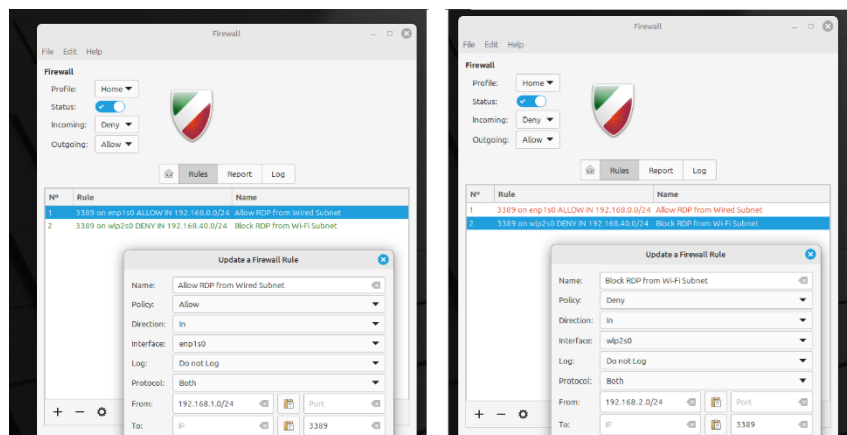 Firewall
File Edit Help
Firewall
Profile: Home
Status:
Incoming: Deny
Outgoing: Allow
Rules Report Log
Nº Rule Name
1 3389 on enp1s0 ALLOW IN 192.168.0.0/24 Allow RDP from Wired Subnet
2 3389 on wlp2s0 DENY IN 192.168.40.0/24 Block RDP from Wi-Fi Subnet
Update a Firewall Rule
Name: Allow RDP from Wired Subnet
Policy: Allow
Direction: In
Interface: enp1s0
Log: Do not Log
Protocol: Both
From: 192.168.1.0/24 Port
To: IP 3389
Firewall
File Edit Help
Firewall
Profile: Home
Status:
Incoming: Deny
Outgoing: Allow
Rules Report Log
Nº Rule Name
1 3389 on enp1s0 ALLOW IN 192.168.0.0/24 Allow RDP from Wired Subnet
2 3389 on wlp2s0 DENY IN 192.168.40.0/24 Block RDP from Wi-Fi Subnet
Update a Firewall Rule
Name: Block RDP from Wi-Fi Subnet
Policy: Deny
Direction: In
Interface: wlp2s0
Log: Do not Log
Protocol: Both
From: 192.168.2.0/24 Port
To: IP 3389